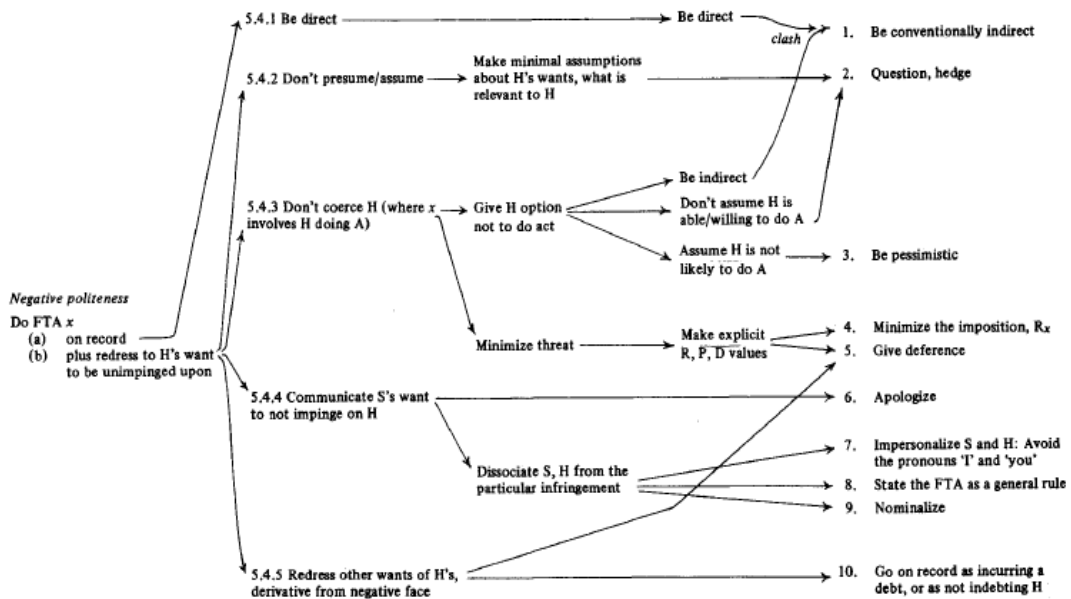 5.4.1 Be direct
Be direct
clash
1. Be conventionally indirect
5.4.2 Don't presume/assume
Make minimal assumptions
about H's wants, what is
relevant to H
2. Question, hedge
5.4.3 Don't coerce H (where x
involves H doing A)
Give H option
not to do act
Be indirect
Don't assume H is
able/willing to do A
Assume H is not
likely to do A
3. Be pessimistic
Negative politeness
Do FTA x
(a) on record
(b) plus redress to H's want
to be unimpinged upon
Minimize threat
Make explicit
R, P, D values
4. Minimize the imposition, Rx
5. Give deference
5.4.4 Communicate S's want
to not impinge on H
6. Apologize
Dissociate S, H from the
particular infringement
7. Impersonalize S and H: Avoid
the pronouns 'I' and 'you'
8. State the FTA as a general rule
9. Nominalize
5.4.5 Redress other wants of H's,
derivative from negative face
10. Go on record as incurring a
debt, or as not indebting H